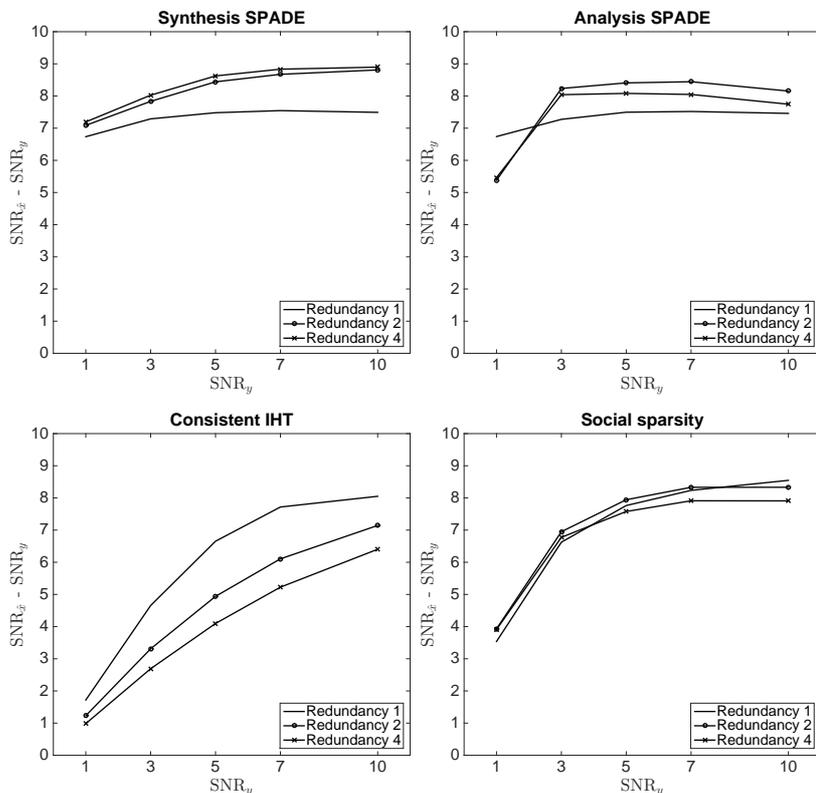 Synthesis SPADE
10
9
8
7
6
5
4
3
2
1
0
SNR_x̂ - SNR_y
Redundancy 1
Redundancy 2
Redundancy 4
1 3 5 7 10
SNR_y
Analysis SPADE
10
9
8
7
6
5
4
3
2
1
0
SNR_x̂ - SNR_y
Redundancy 1
Redundancy 2
Redundancy 4
1 3 5 7 10
SNR_y
Consistent IHT
10
9
8
7
6
5
4
3
2
1
0
SNR_x̂ - SNR_y
Redundancy 1
Redundancy 2
Redundancy 4
1 3 5 7 10
SNR_y
Social sparsity
10
9
8
7
6
5
4
3
2
1
0
SNR_x̂ - SNR_y
Redundancy 1
Redundancy 2
Redundancy 4
1 3 5 7 10
SNR_y